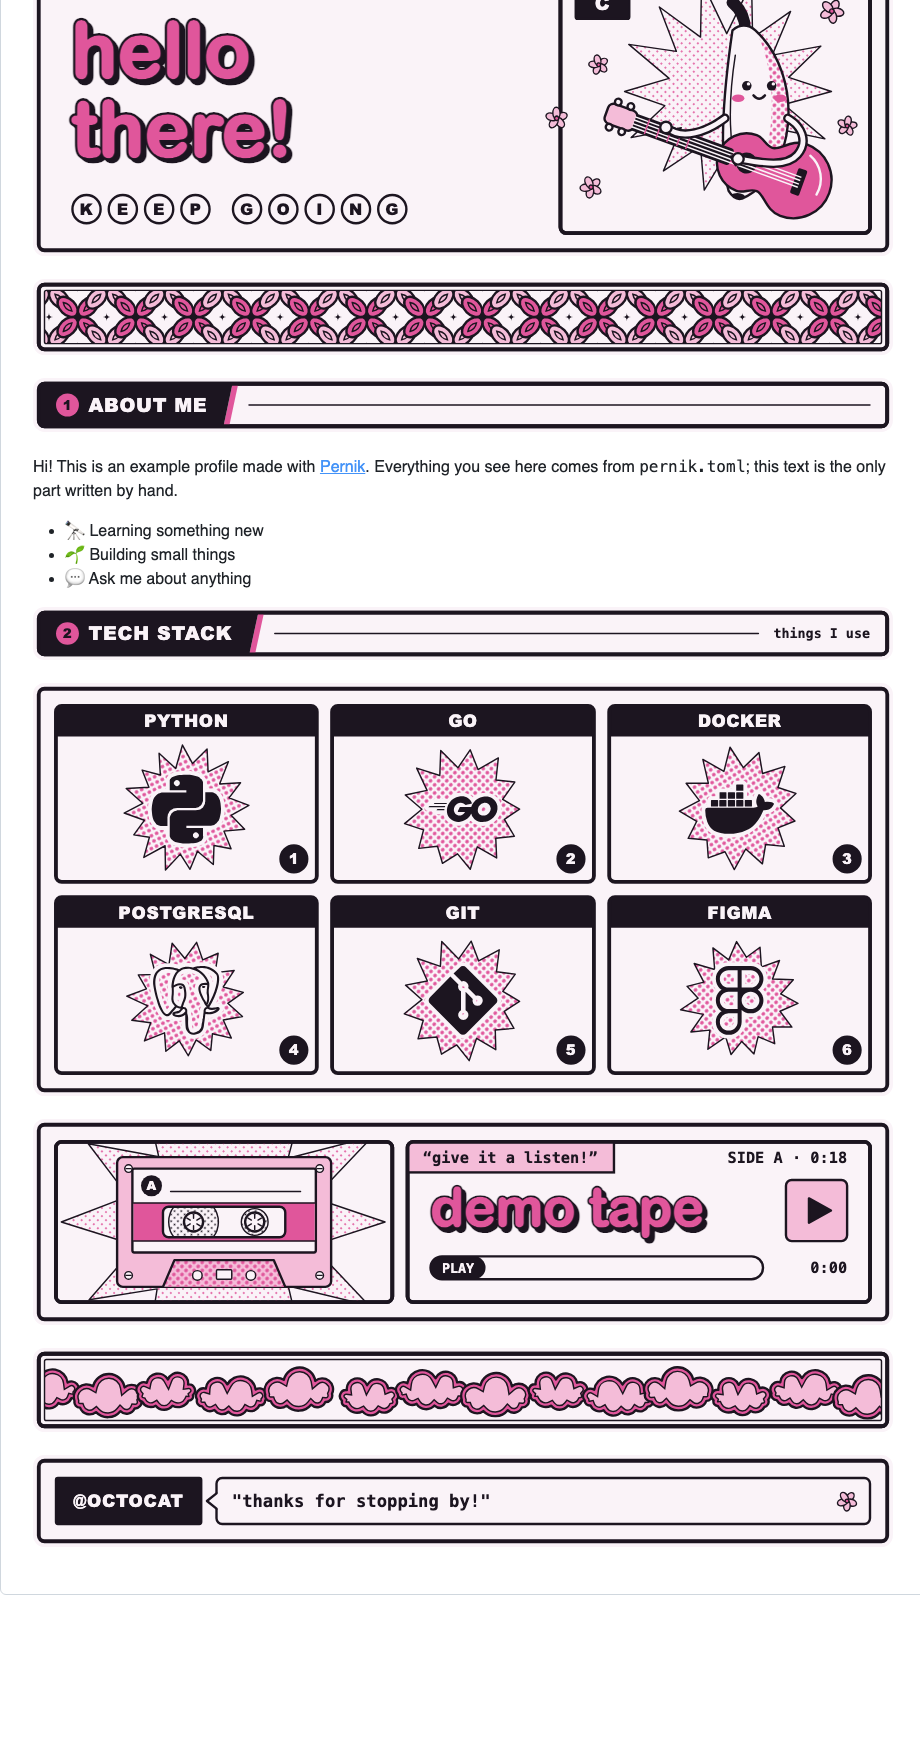 C
hello
there!
KEEP GOING
1 ABOUT ME
Hi! This is an example profile made with Pernik. Everything you see here comes from pernik.toml; this text is the only
part written by hand.
Learning something new
Building small things
Ask me about anything
2 TECH STACK things I use
PYTHON GO DOCKER
GO
1 2 3
POSTGRESQL GIT FIGMA
4 5 6
“give it a listen!” SIDE A · 0:18
A
demo tape
PLAY 0:00
@OCTOCAT "thanks for stopping by!"